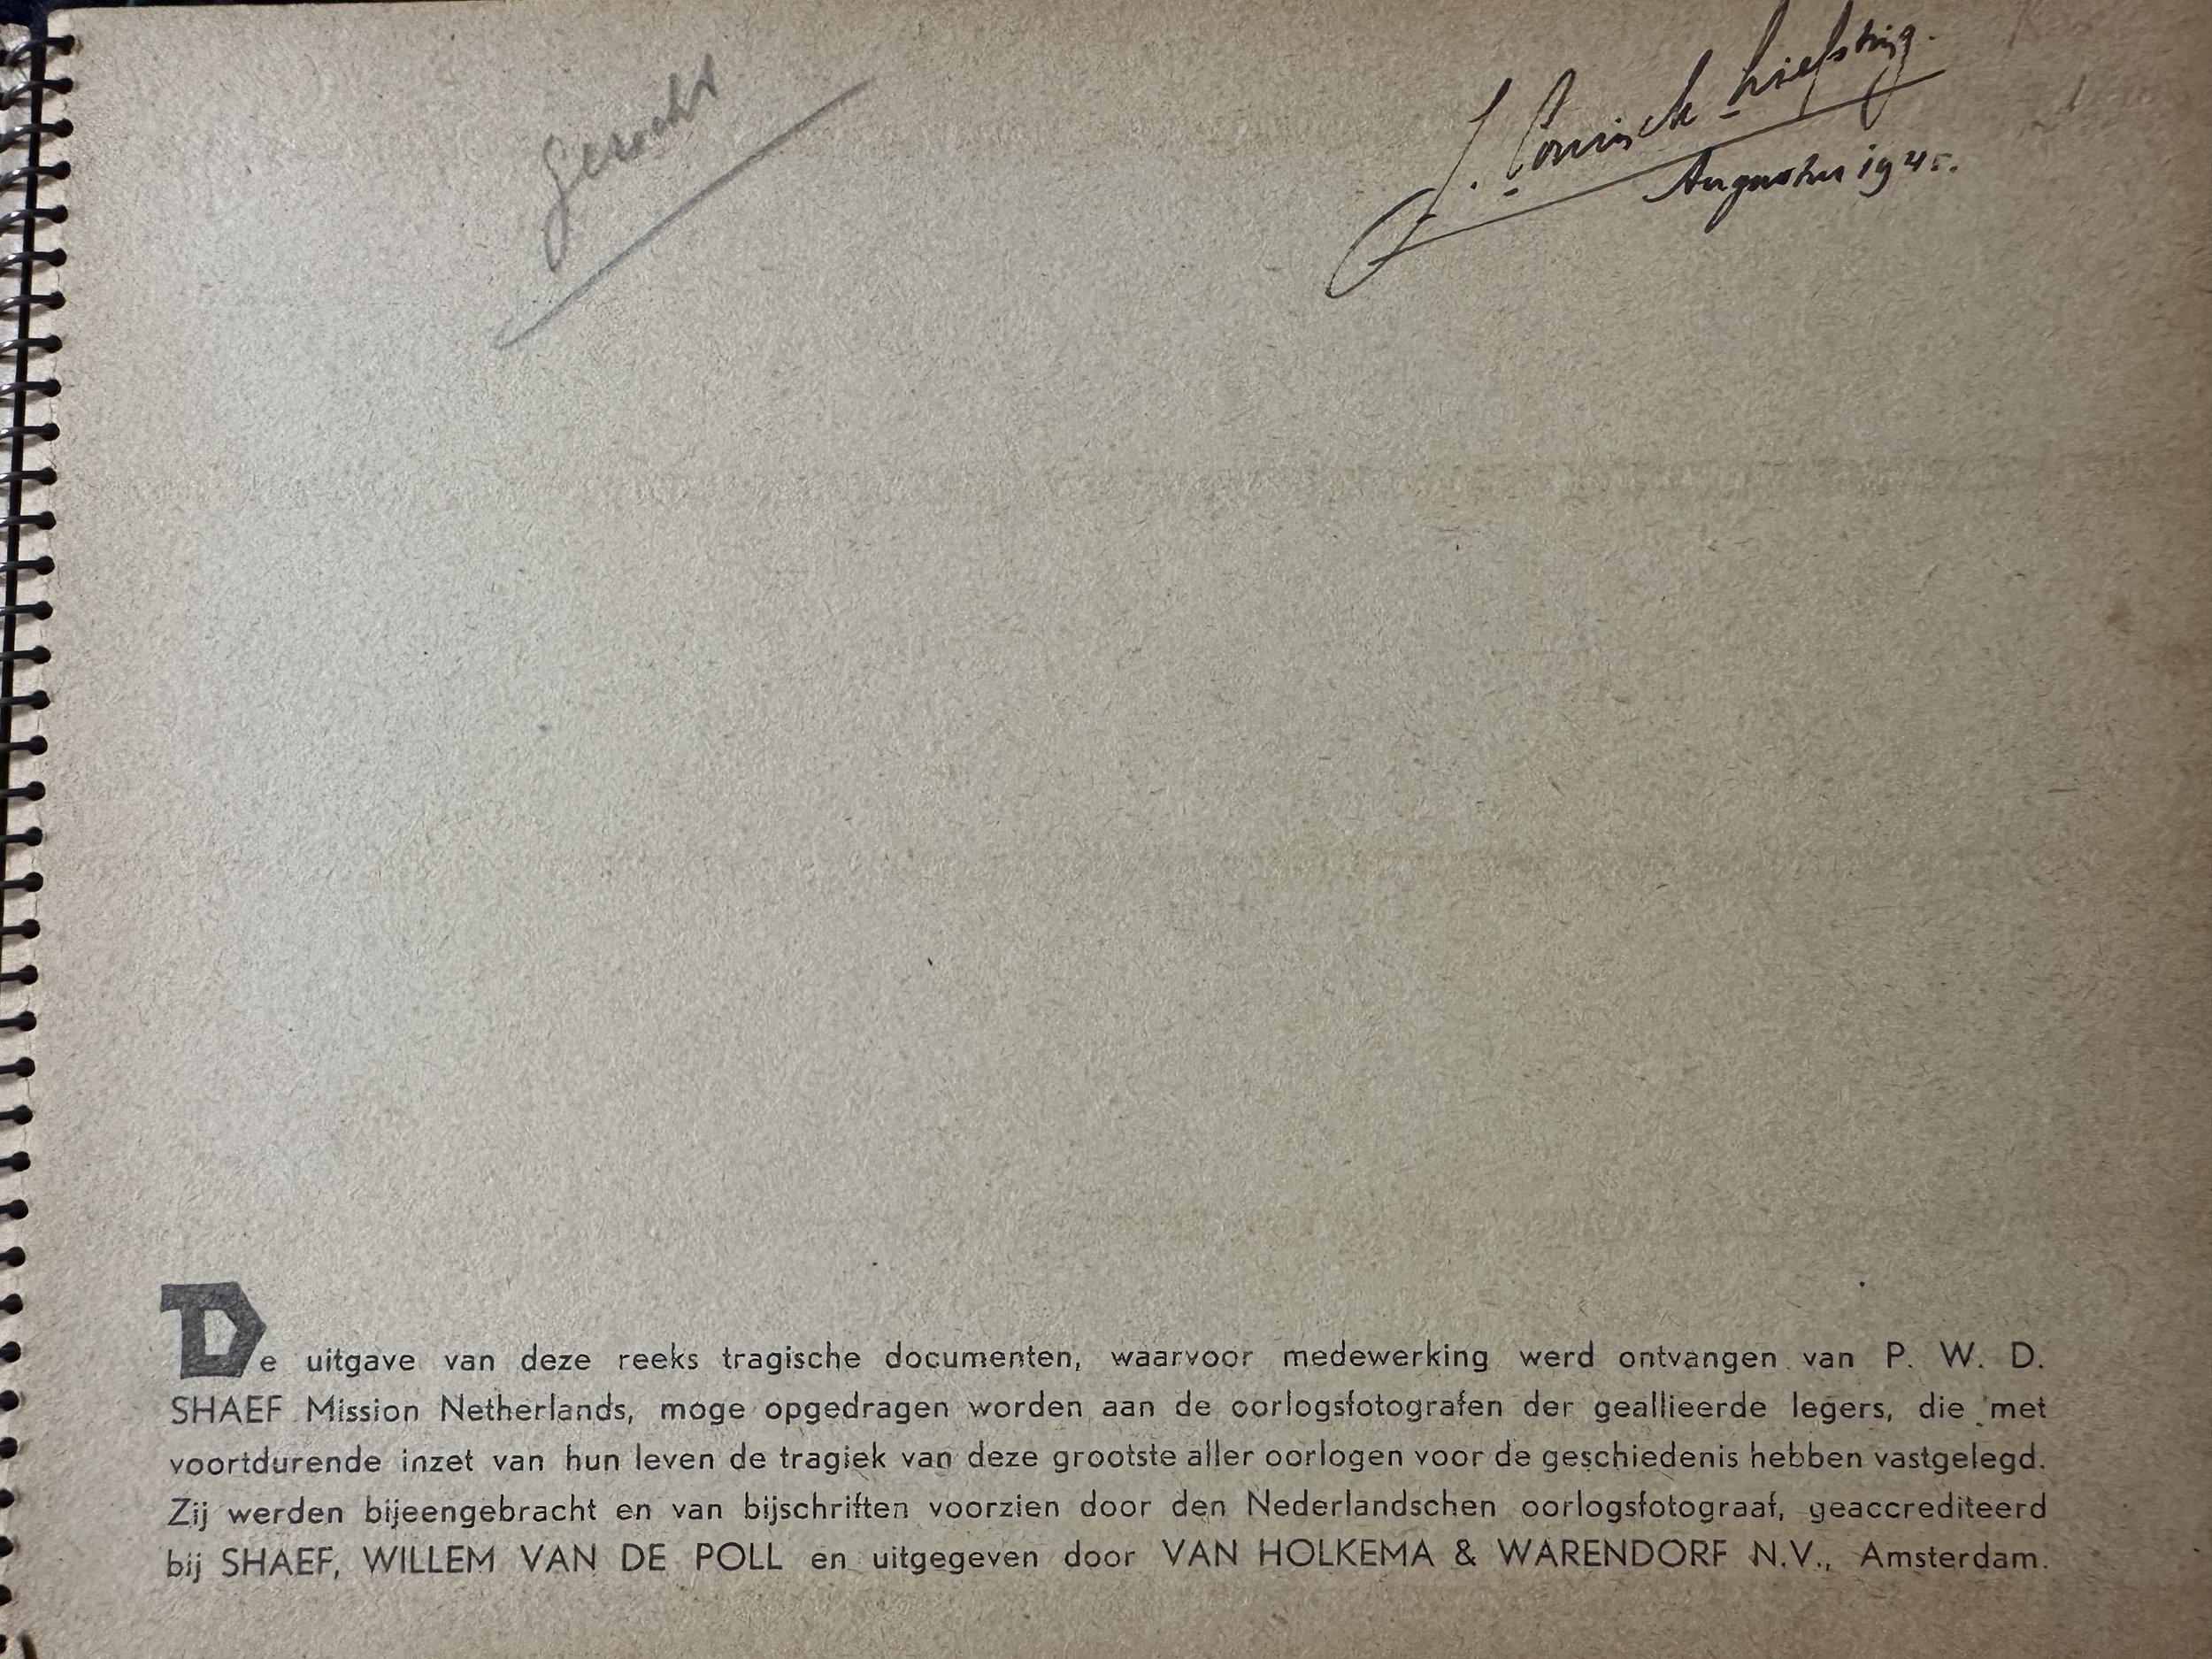 Augustus 1945.
De uitgave van deze reeks tragische documenten, waarvoor medewerking werd ontvangen van P. W. D.
SHAEF Mission Netherlands, moge opgedragen worden aan de oorlogsfotografen der geallieerde legers, die met
voortdurende inzet van hun leven de tragiek van deze grootste aller oorlogen voor de geschiedenis hebben vastgelegd.
Zij werden bijeengebracht en van bijschriften voorzien door den Nederlandschen oorlogsfotograaf, geaccrediteerd
bij SHAEF, WILLEM VAN DE POLL en uitgegeven door VAN HOLKEMA & WARENDORF N.V., Amsterdam.